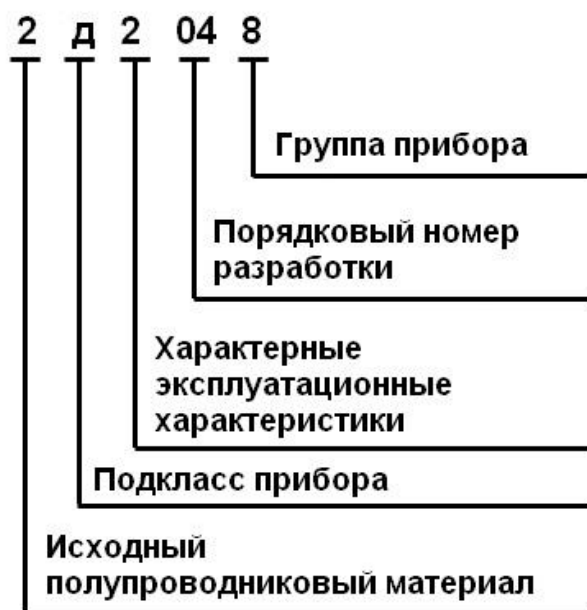 2 д 2 04 8
Группа прибора
Порядковый номер
разработки
Характерные
эксплуатационные
характеристики
Подкласс прибора
Исходный
полупроводниковый материал